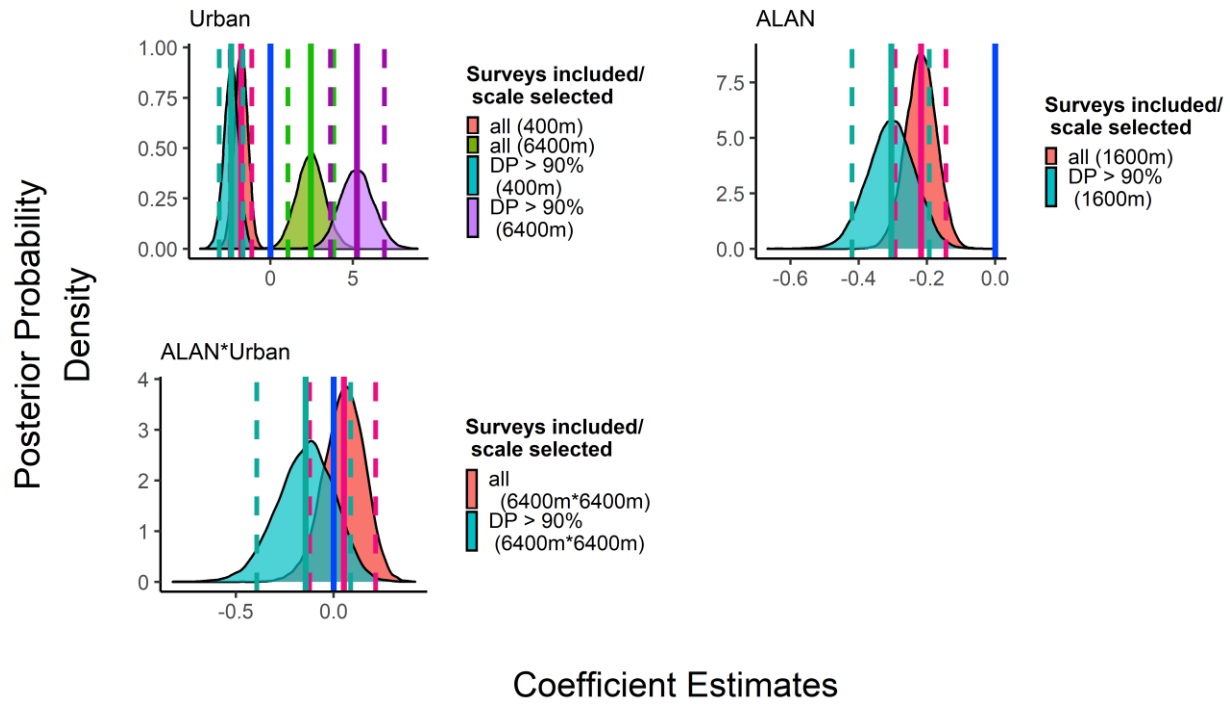 Urban
1.00
0.75
0.50
0.25
0.00
0
5
Surveys included/
scale selected
all (400m)
all (6400m)
DP > 90%
(400m)
DP > 90%
(6400m)
ALAN
7.5
5.0
2.5
0.0
-0.6
-0.4
-0.2
0.0
Surveys included/
scale selected
all (1600m)
DP > 90%
(1600m)
Posterior Probability
Density
ALAN*Urban
4
3
2
1
0
-0.5
0.0
Surveys included/
scale selected
all
(6400m*6400m)
DP > 90%
(6400m*6400m)
Coefficient Estimates